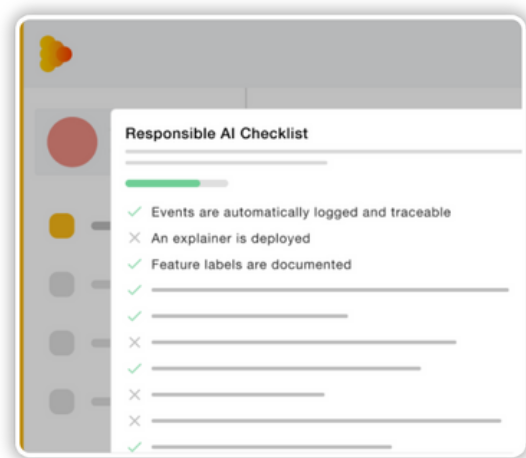 Responsible AI Checklist
Events are automatically logged and traceable
An explainer is deployed
Feature labels are documented